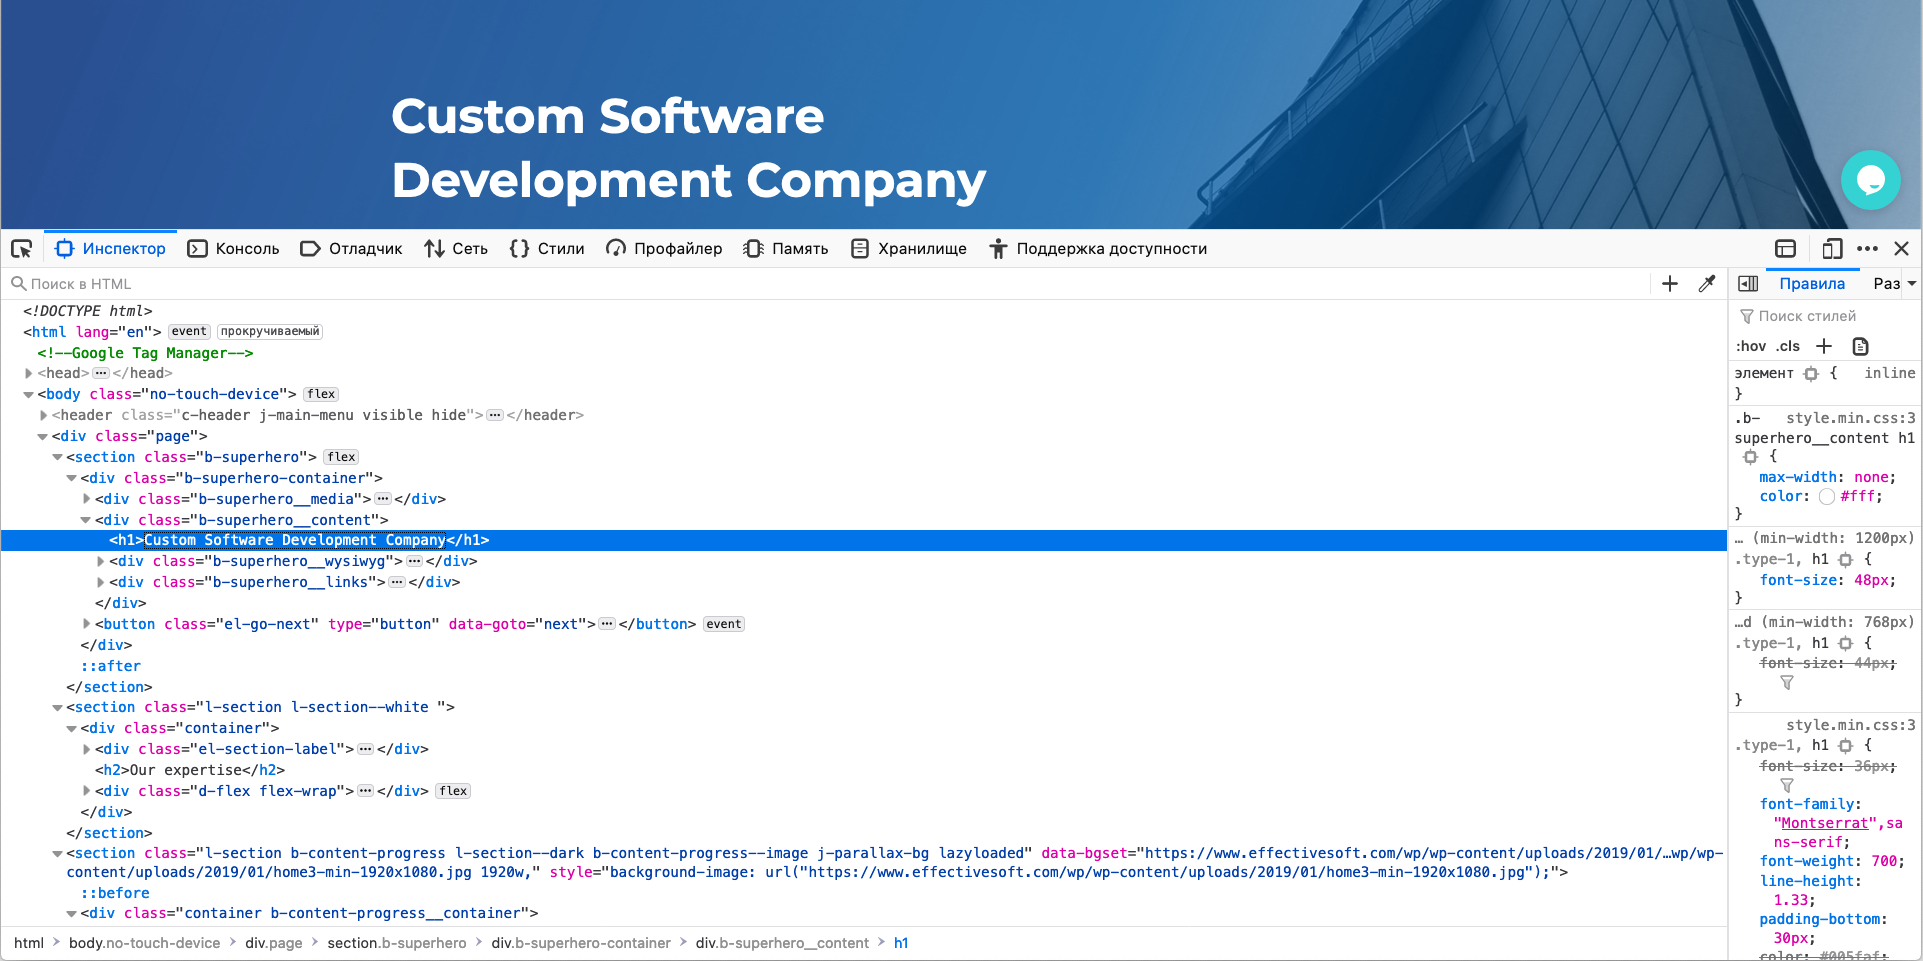 Custom Software
Development Company
Инспектор Консоль Отладчик Сеть Стили Профайлер Память Хранилище Поддержка доступности
Поиск в HTML
<!DOCTYPE html>
<html lang="en"> event прокручиваемый
<!--Google Tag Manager-->
<head> ••• </head>
<body class="no-touch-device"> flex
<header class="c-header j-main-menu visible hide"> ••• </header>
<div class="page">
<section class="b-superhero"> flex
<div class="b-superhero-container">
<div class="b-superhero__media"> ••• </div>
<div class="b-superhero__content">
<h1>Custom Software Development Company</h1>
<div class="b-superhero__wysiwyg"> ••• </div>
<div class="b-superhero__links"> ••• </div>
</div>
<button class="el-go-next" type="button" data-goto="next"> ••• </button> event
</div>
::after
</section>
<section class="l-section l-section--white ">
<div class="container">
<div class="el-section-label"> ••• </div>
<h2>Our expertise</h2>
<div class="d-flex flex-wrap"> ••• </div> flex
</div>
</section>
<section class="l-section b-content-progress l-section--dark b-content-progress--image j-parallax-bg lazyloaded" data-bgset="https://www.effectivesoft.com/wp/wp-content/uploads/2019/01/…wp/wp-
content/uploads/2019/01/home3-min-1920x1080.jpg 1920w," style="background-image: url("https://www.effectivesoft.com/wp/wp-content/uploads/2019/01/home3-min-1920x1080.jpg");">
::before
<div class="container b-content-progress__container">
html > body.no-touch-device > div.page > section.b-superhero > div.b-superhero-container > div.b-superhero__content > h1
Правила Раз
Поиск стилей
:hov .cls
элемент { inline
}
.b- style.min.css:3
superhero__content h1
{
max-width: none;
color: #fff;
}
… (min-width: 1200px)
.type-1, h1 {
font-size: 48px;
}
…d (min-width: 768px)
.type-1, h1 {
font-size: 44px;
}
style.min.css:3
.type-1, h1 {
font-size: 36px;
font-family:
"Montserrat",sa
ns-serif;
font-weight: 700;
line-height:
1.33;
padding-bottom:
30px;
color: #005faf;